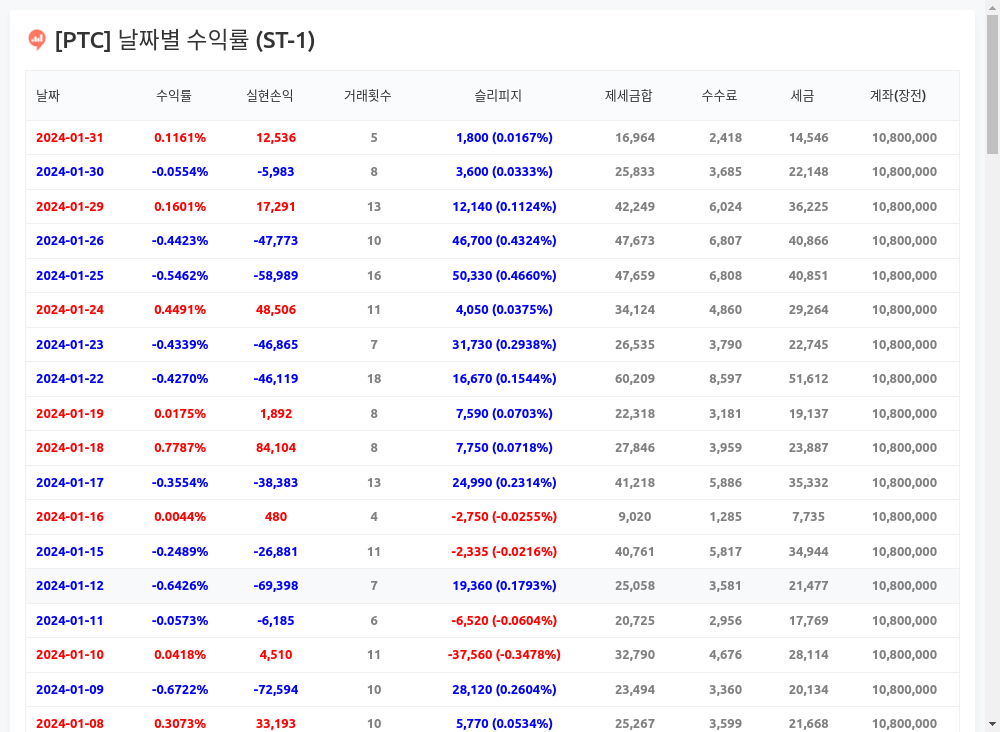 [PTC] 날짜별 수익률 (ST-1)
날짜 수익률 실현손익 거래횟수 슬리피지 제세금합 수수료 세금 계좌(장전)
2024-01-31 0.1161% 12,536 5 1,800 (0.0167%) 16,964 2,418 14,546 10,800,000
2024-01-30 -0.0554% -5,983 8 3,600 (0.0333%) 25,833 3,685 22,148 10,800,000
2024-01-29 0.1601% 17,291 13 12,140 (0.1124%) 42,249 6,024 36,225 10,800,000
2024-01-26 -0.4423% -47,773 10 46,700 (0.4324%) 47,673 6,807 40,866 10,800,000
2024-01-25 -0.5462% -58,989 16 50,330 (0.4660%) 47,659 6,808 40,851 10,800,000
2024-01-24 0.4491% 48,506 11 4,050 (0.0375%) 34,124 4,860 29,264 10,800,000
2024-01-23 -0.4339% -46,865 7 31,730 (0.2938%) 26,535 3,790 22,745 10,800,000
2024-01-22 -0.4270% -46,119 18 16,670 (0.1544%) 60,209 8,597 51,612 10,800,000
2024-01-19 0.0175% 1,892 8 7,590 (0.0703%) 22,318 3,181 19,137 10,800,000
2024-01-18 0.7787% 84,104 8 7,750 (0.0718%) 27,846 3,959 23,887 10,800,000
2024-01-17 -0.3554% -38,383 13 24,990 (0.2314%) 41,218 5,886 35,332 10,800,000
2024-01-16 0.0044% 480 4 -2,750 (-0.0255%) 9,020 1,285 7,735 10,800,000
2024-01-15 -0.2489% -26,881 11 -2,335 (-0.0216%) 40,761 5,817 34,944 10,800,000
2024-01-12 -0.6426% -69,398 7 19,360 (0.1793%) 25,058 3,581 21,477 10,800,000
2024-01-11 -0.0573% -6,185 6 -6,520 (-0.0604%) 20,725 2,956 17,769 10,800,000
2024-01-10 0.0418% 4,510 11 -37,560 (-0.3478%) 32,790 4,676 28,114 10,800,000
2024-01-09 -0.6722% -72,594 10 28,120 (0.2604%) 23,494 3,360 20,134 10,800,000
2024-01-08 0.3073% 33,193 10 5,770 (0.0534%) 25,267 3,599 21,668 10,800,000